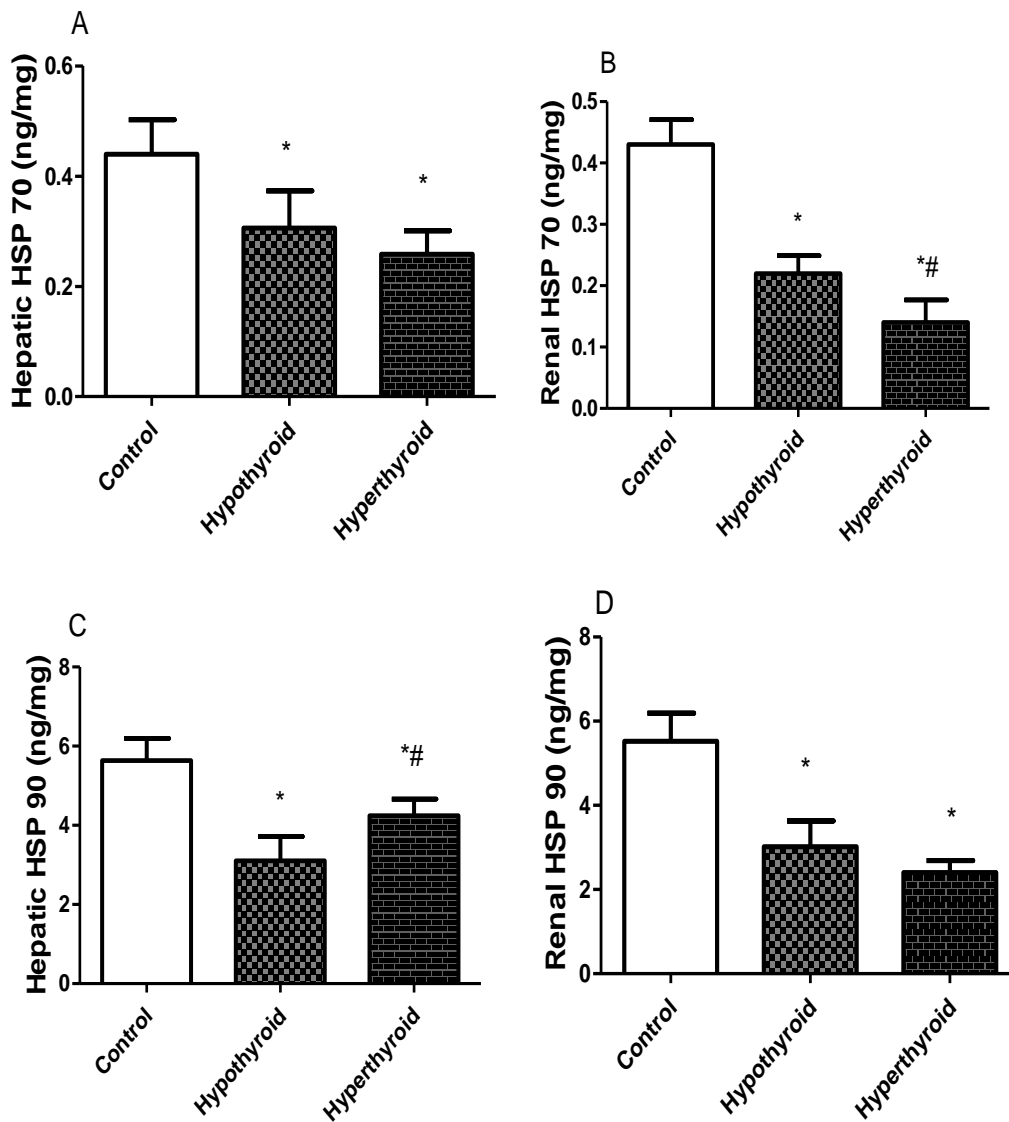 A
Hepatic HSP 70 (ng/mg)
0.6
0.4
0.2
0.0
*
*
Control
Hypothyroid
Hyperthyroid
B
Renal HSP 70 (ng/mg)
0.5
0.4
0.3
0.2
0.1
0.0
*
*#
Control
Hypothyroid
Hyperthyroid
C
Hepatic HSP 90 (ng/mg)
8
6
4
2
0
*
*#
Control
Hypothyroid
Hyperthyroid
D
Renal HSP 90 (ng/mg)
8
6
4
2
0
*
*
Control
Hypothyroid
Hyperthyroid